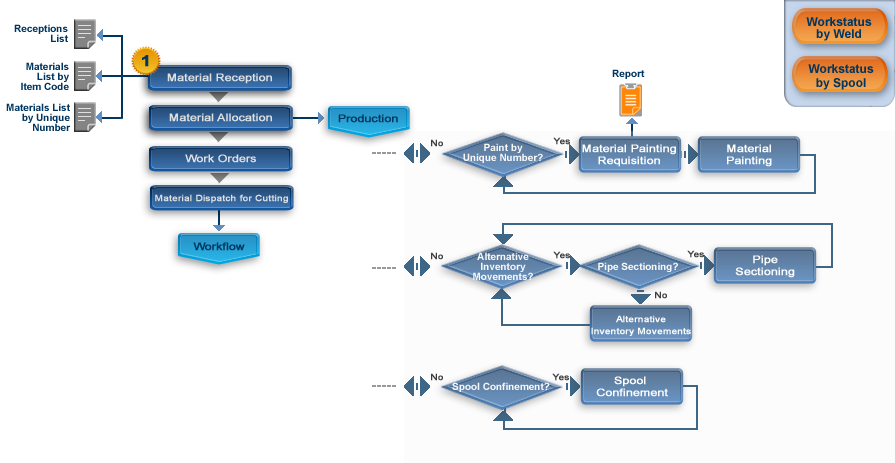 Receptions
List
Materials
List by
Item Code
Materials List
by Unique
Number
1
Material Reception
Material Allocation
Production
Work Orders
Material Dispatch for Cutting
Workflow
Workstatus
by Weld
Workstatus
by Spool
Report
No
Paint by
Unique Number?
Yes
Material Painting
Requisition
Material
Painting
No
Alternative
Inventory
Movements?
Yes
Pipe Sectioning?
Yes
Pipe
Sectioning
No
Alternative
Inventory Movements
No
Spool Confinement?
Yes
Spool
Confinement